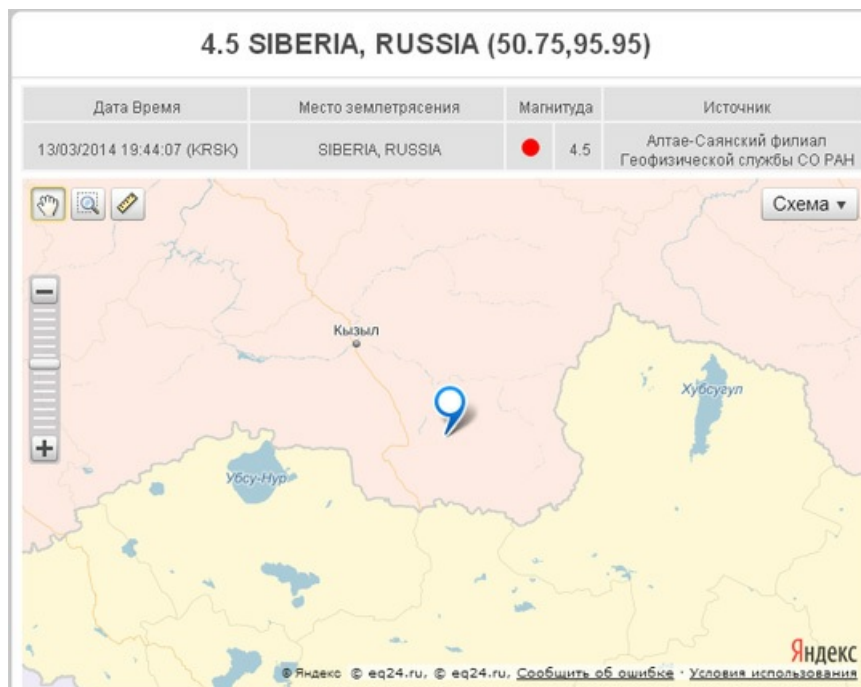 4.5 SIBERIA, RUSSIA (50.75,95.95)
Дата Время
Место землетрясения
Магнитуда
Источник
13/03/2014 19:44:07 (KRSK)
SIBERIA, RUSSIA
4.5
Алтае-Саянский филиал
Геофизической службы СО РАН
Схема ▾
Кызыл
Хубсугул
Убсу-Нур
Яндекс
© Яндекс © eq24.ru, © eq24.ru, Сообщить об ошибке · Условия использования